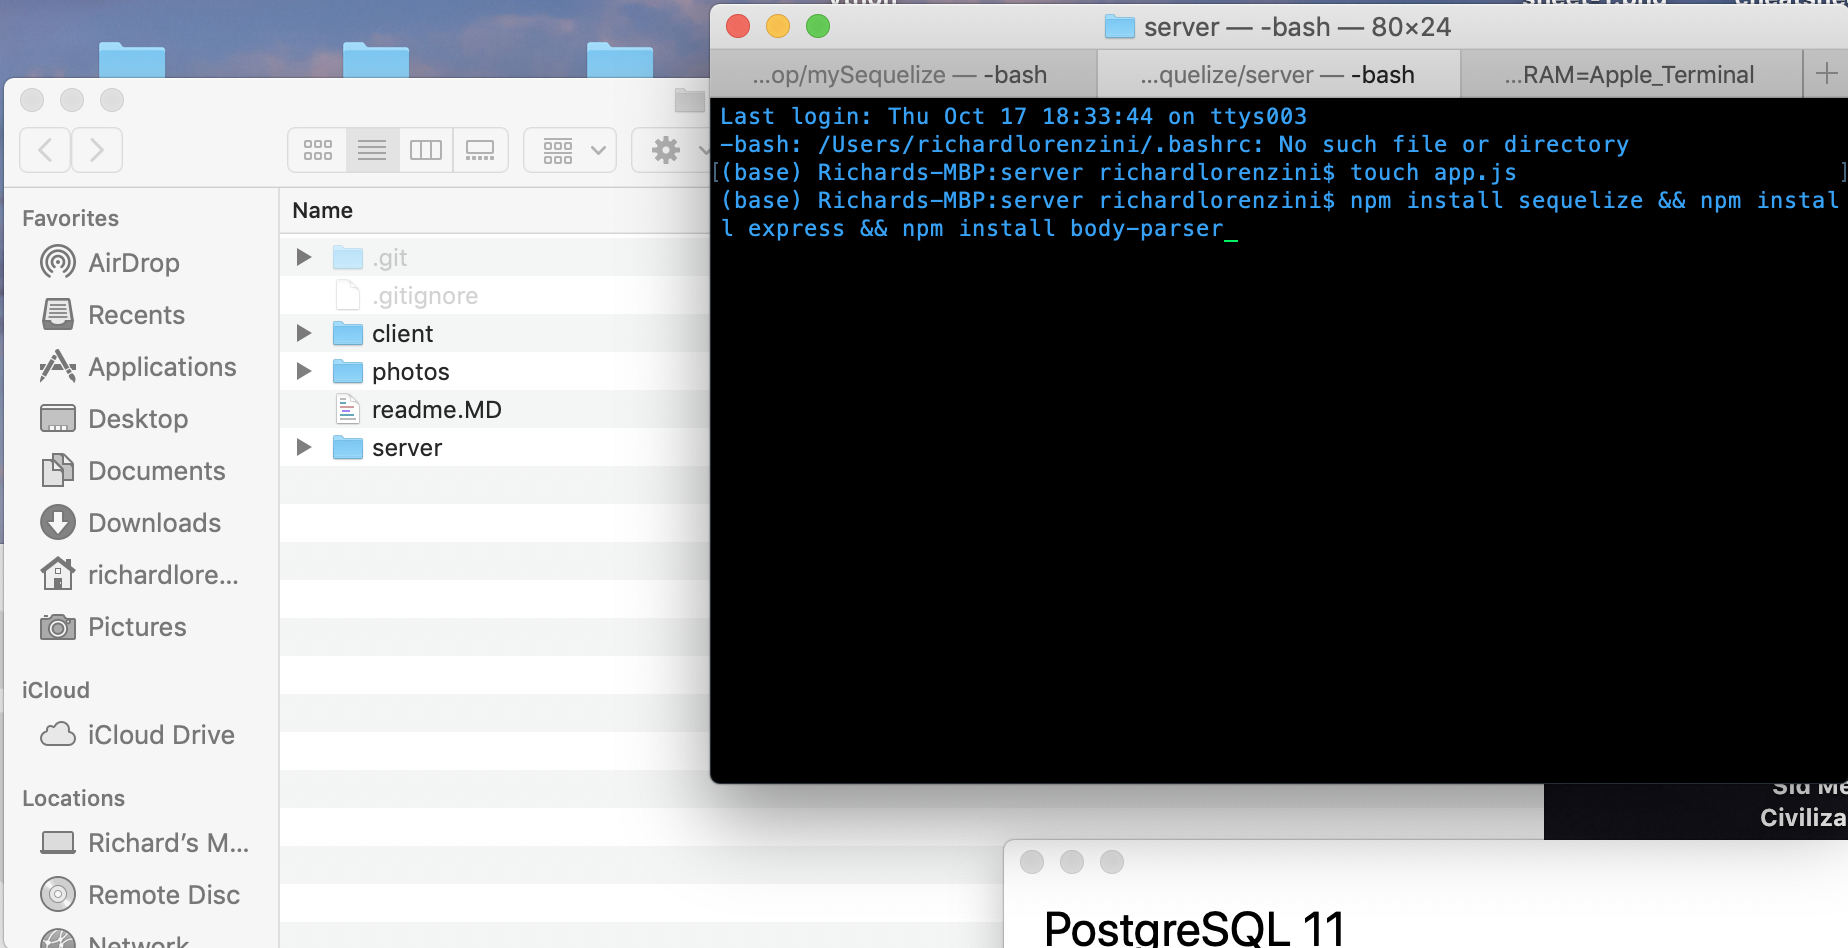 server — -bash — 80×24
...op/mySequelize — -bash
...quelize/server — -bash
...RAM=Apple_Terminal
Last login: Thu Oct 17 18:33:44 on ttys003
-bash: /Users/richardlorenzini/.bashrc: No such file or directory
[(base) Richards-MBP:server richardlorenzini$ touch app.js ]
(base) Richards-MBP:server richardlorenzini$ npm install sequelize && npm instal
l express && npm install body-parser_
Favorites
AirDrop
Recents
Applications
Desktop
Documents
Downloads
richardlore...
Pictures
iCloud
iCloud Drive
Locations
Richard's M...
Remote Disc
Network
Name
.git
.gitignore
client
photos
readme.MD
server
Sid Me
Civiliza
PostgreSQL 11